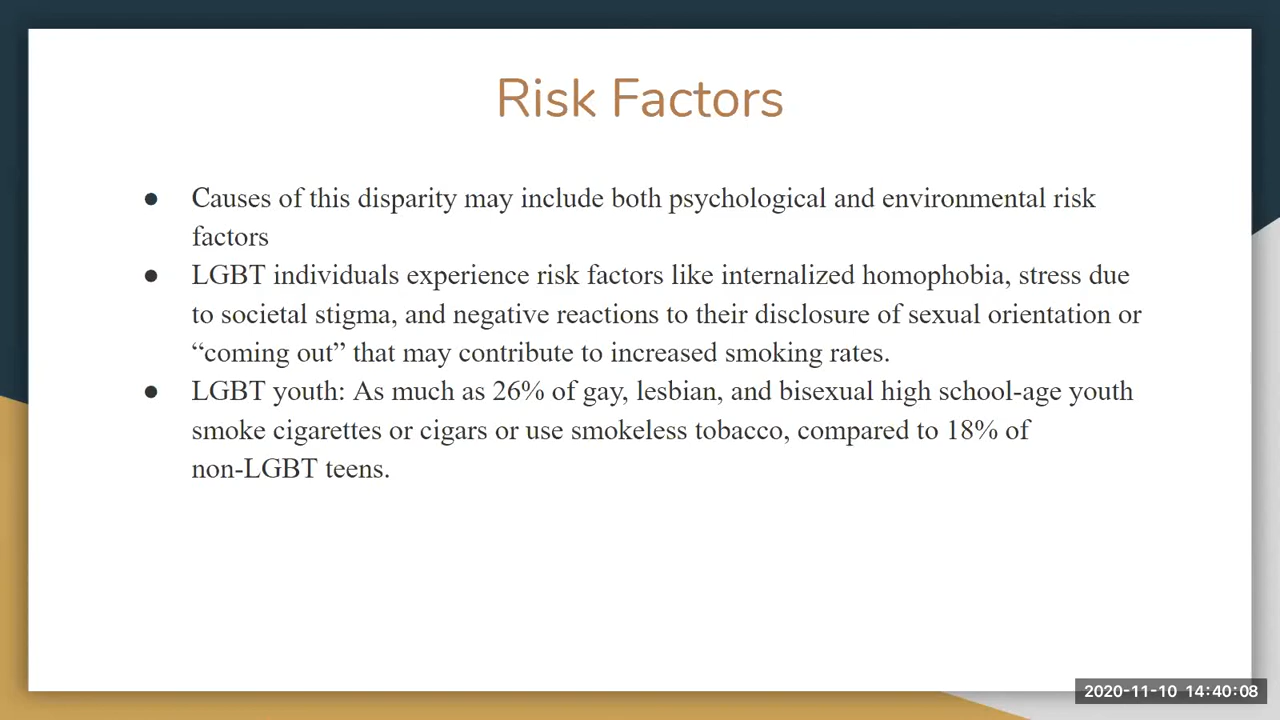 Risk Factors
● Causes of this disparity may include both psychological and environmental risk
factors
● LGBT individuals experience risk factors like internalized homophobia, stress due
to societal stigma, and negative reactions to their disclosure of sexual orientation or
“coming out” that may contribute to increased smoking rates.
● LGBT youth: As much as 26% of gay, lesbian, and bisexual high school-age youth
smoke cigarettes or cigars or use smokeless tobacco, compared to 18% of
non-LGBT teens.
2020-11-10 14:40:08